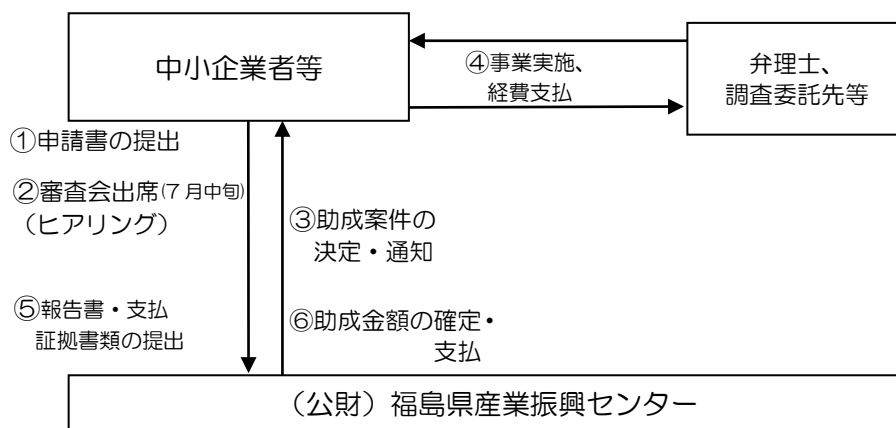 中小企業者等
④事業実施、
経費支払
弁理士、
調査委託先等
①申請書の提出
②審査会出席(7月中旬)
（ヒアリング）
③助成案件の
決定・通知
⑤報告書・支払
証拠書類の提出
⑥助成金額の確定・
支払
（公財）福島県産業振興センター